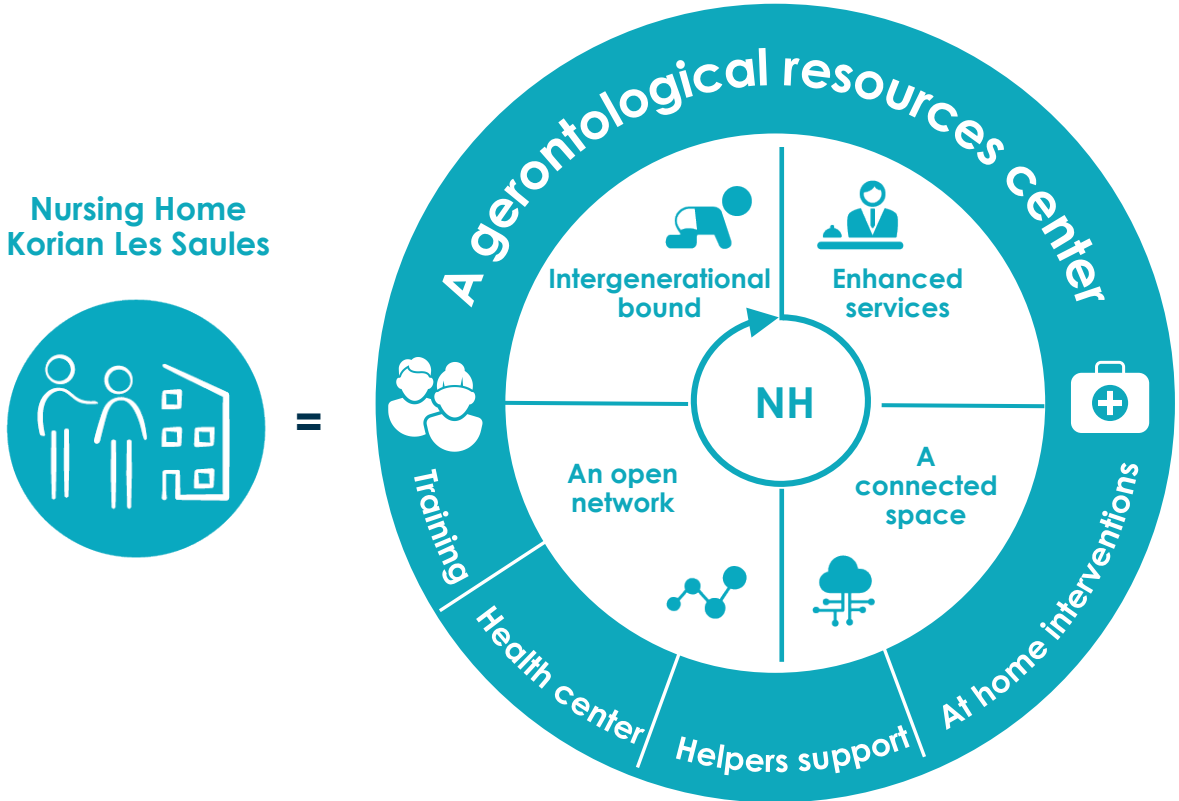 Nursing Home
Korian Les Saules
=
A gerontological resources center
Intergenerational
bound
Enhanced
services
NH
An open
network
A
connected
space
Training
Health center
Helpers support
At home interventions